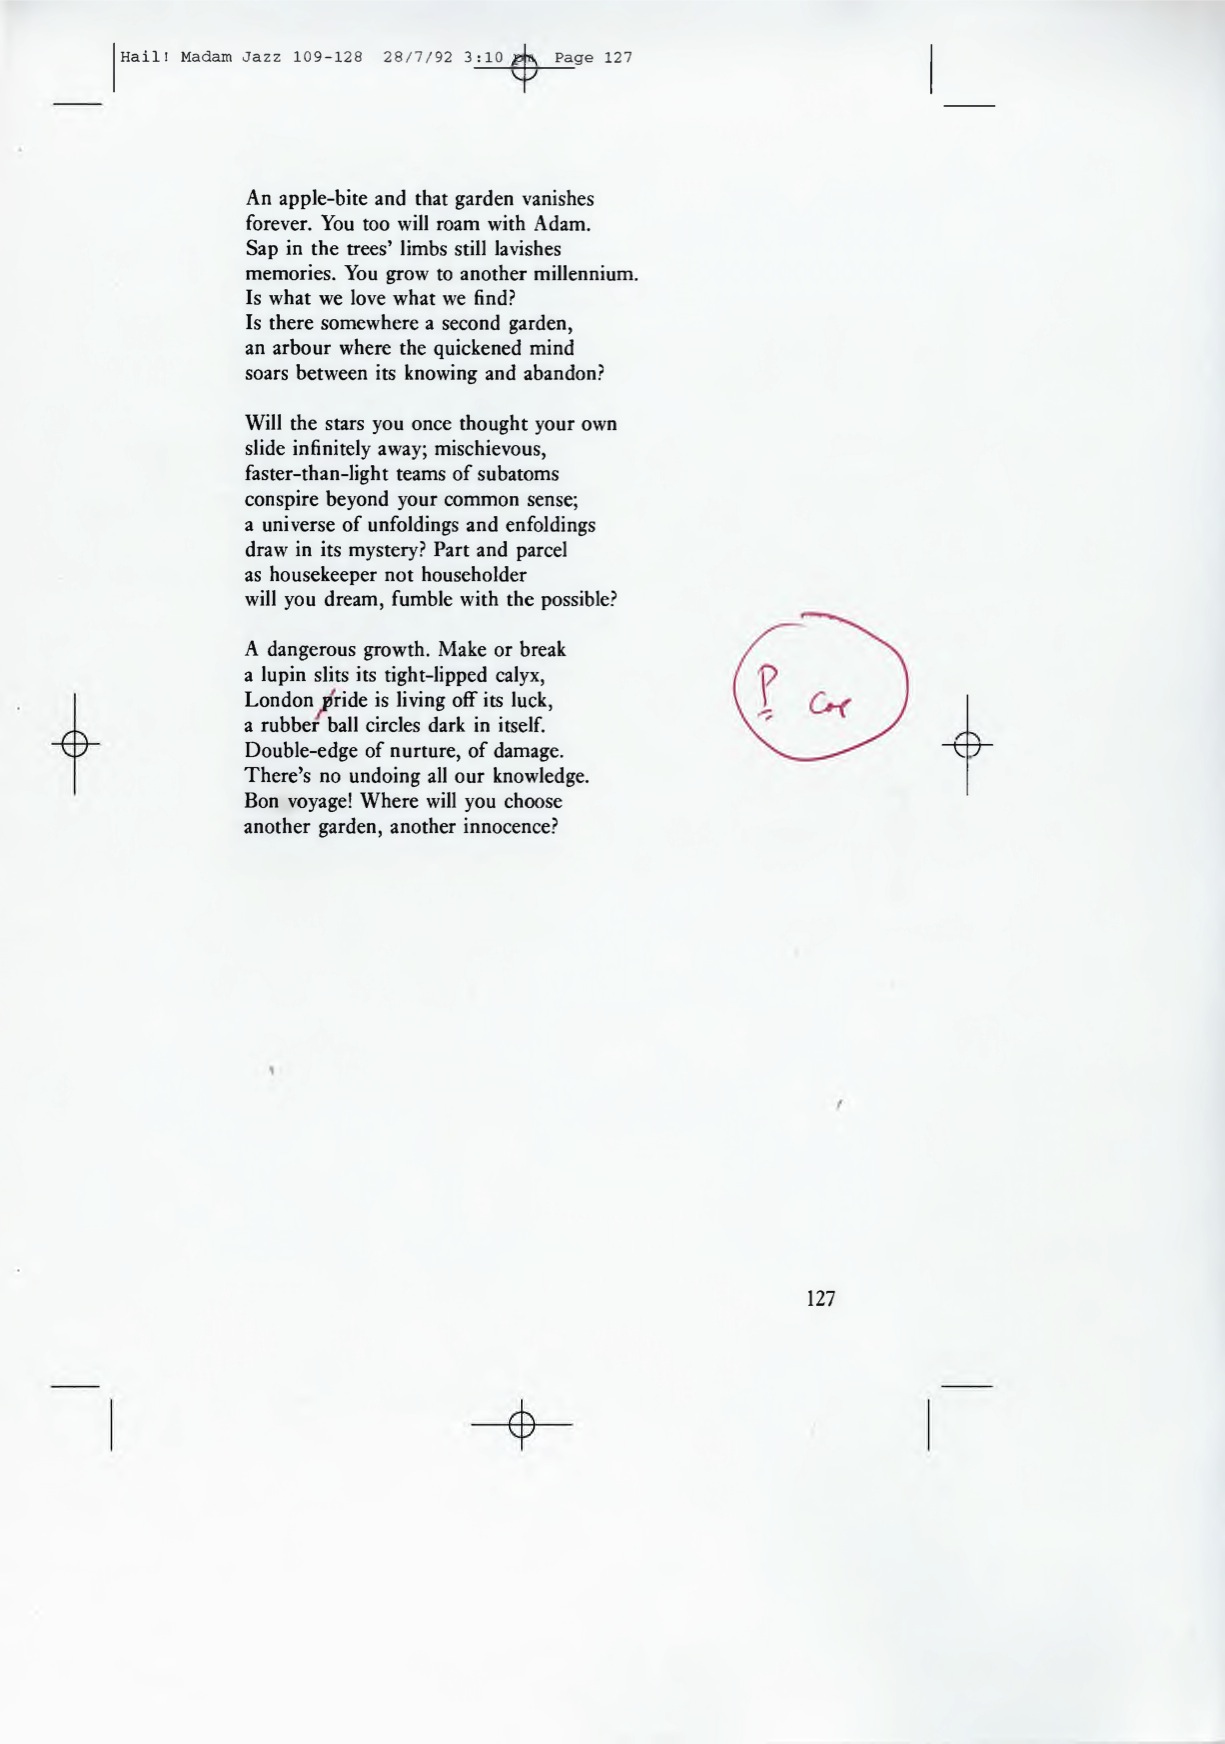 Hail! Madam Jazz 109-128 28/7/92 3:10 pm Page 127
An apple-bite and that garden vanishes
forever. You too will roam with Adam.
Sap in the trees’ limbs still lavishes
memories. You grow to another millennium.
Is what we love what we find?
Is there somewhere a second garden,
an arbour where the quickened mind
soars between its knowing and abandon?
Will the stars you once thought your own
slide infinitely away; mischievous,
faster-than-light teams of subatoms
conspire beyond your common sense;
a universe of unfoldings and enfoldings
draw in its mystery? Part and parcel
as housekeeper not householder
will you dream, fumble with the possible?
A dangerous growth. Make or break
a lupin slits its tight-lipped calyx,
London pride is living off its luck,
P cap
a rubber ball circles dark in itself.
Double-edge of nurture, of damage.
There’s no undoing all our knowledge.
Bon voyage! Where will you choose
another garden, another innocence?
127